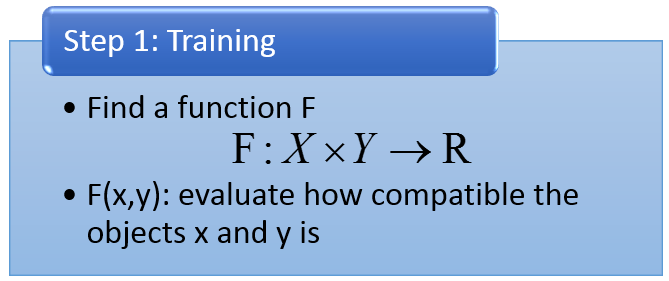 Step 1: Training
• Find a function F
F : X × Y → R
• F(x,y): evaluate how compatible the
objects x and y is